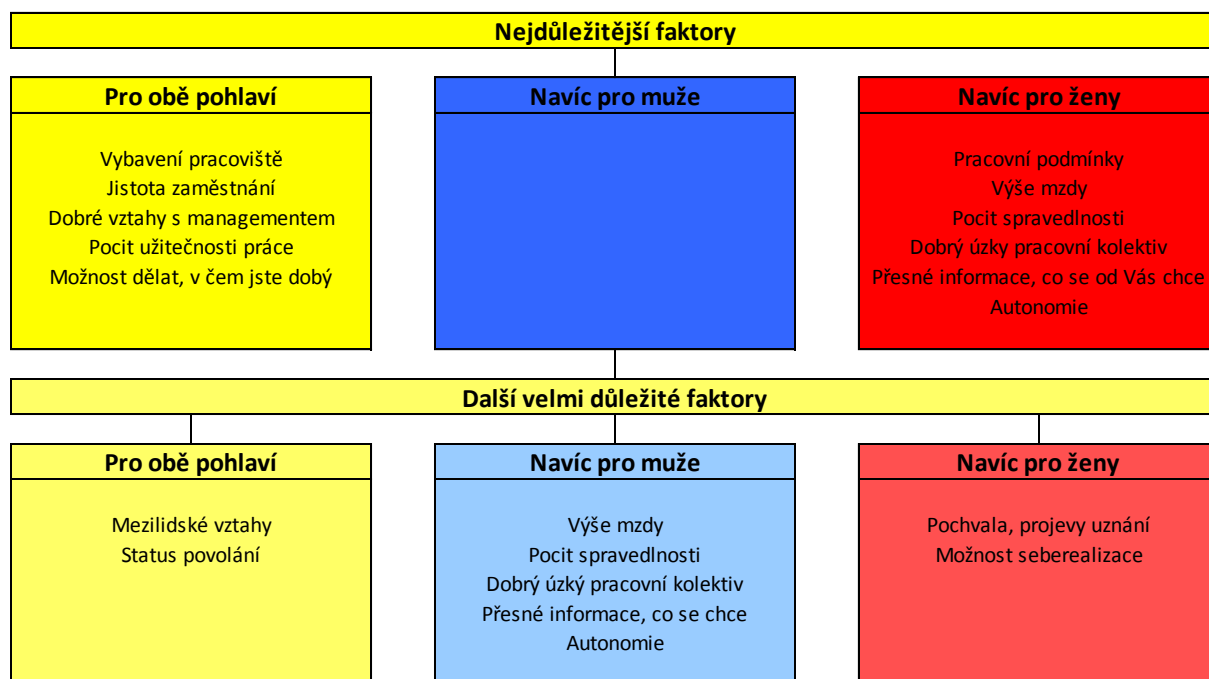 Nejdůležitější faktory
Pro obě pohlaví
Vybavení pracoviště
Jistota zaměstnání
Dobré vztahy s managementem
Pocit užitečnosti práce
Možnost dělat, v čem jste dobý
Navíc pro muže
Navíc pro ženy
Pracovní podmínky
Výše mzdy
Pocit spravedlnosti
Dobrý úzky pracovní kolektiv
Přesné informace, co se od Vás chce
Autonomie
Další velmi důležité faktory
Pro obě pohlaví
Mezilidské vztahy
Status povolání
Navíc pro muže
Výše mzdy
Pocit spravedlnosti
Dobrý úzký pracovní kolektiv
Přesné informace, co se chce
Autonomie
Navíc pro ženy
Pochvala, projevy uznání
Možnost seberealizace